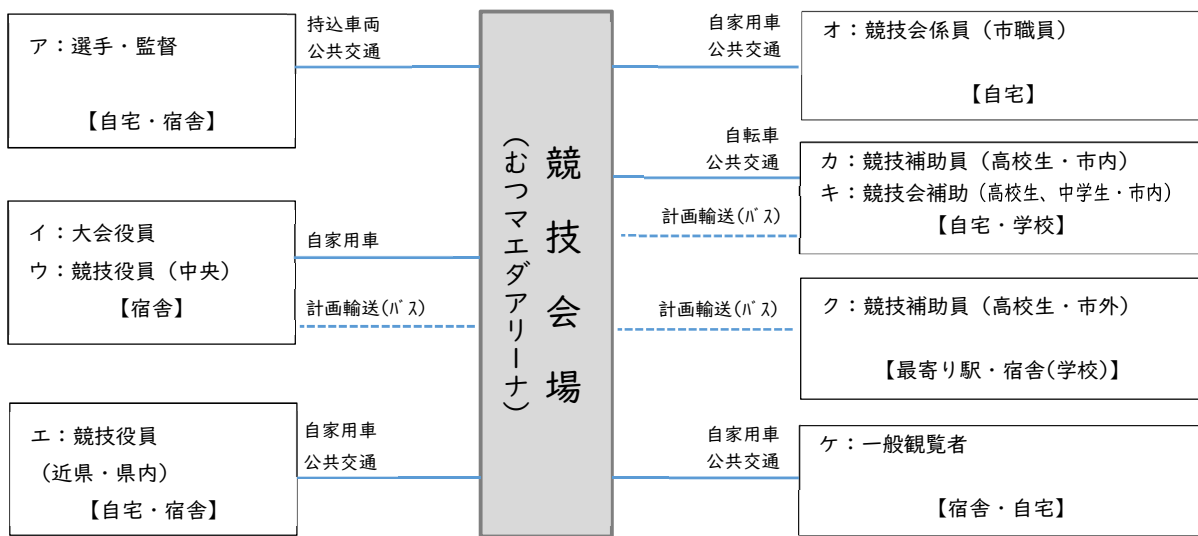 ア：選手・監督
【自宅・宿舎】
持込車両
公共交通
イ：大会役員
ウ：競技役員（中央）
【宿舎】
自家用車
計画輸送(ﾊﾞｽ)
エ：競技役員
（近県・県内）
【自宅・宿舎】
自家用車
公共交通
競技会場
（むつマエダアリーナ）
自家用車
公共交通
オ：競技会係員（市職員）
【自宅】
自転車
公共交通
計画輸送(ﾊﾞｽ)
カ：競技補助員（高校生・市内）
キ：競技会補助（高校生、中学生・市内）
【自宅・学校】
計画輸送(ﾊﾞｽ)
ク：競技補助員（高校生・市外）
【最寄り駅・宿舎(学校)】
自家用車
公共交通
ケ：一般観覧者
【宿舎・自宅】